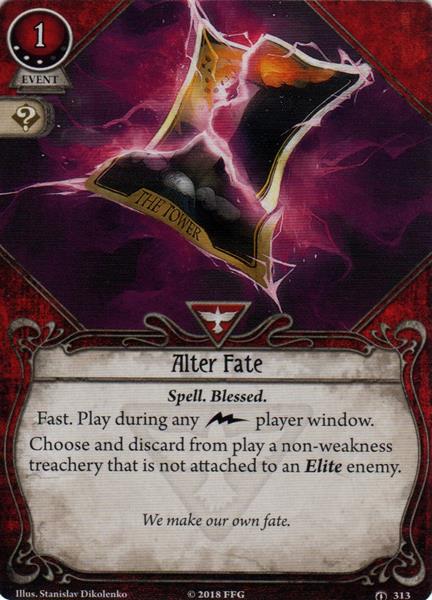 1
EVENT
THE TOWER
Alter Fate
Spell. Blessed.
Fast. Play during any player window.
Choose and discard from play a non-weakness
treachery that is not attached to an Elite enemy.
We make our own fate.
Illus. Stanislav Dikolenko © 2018 FFG 313